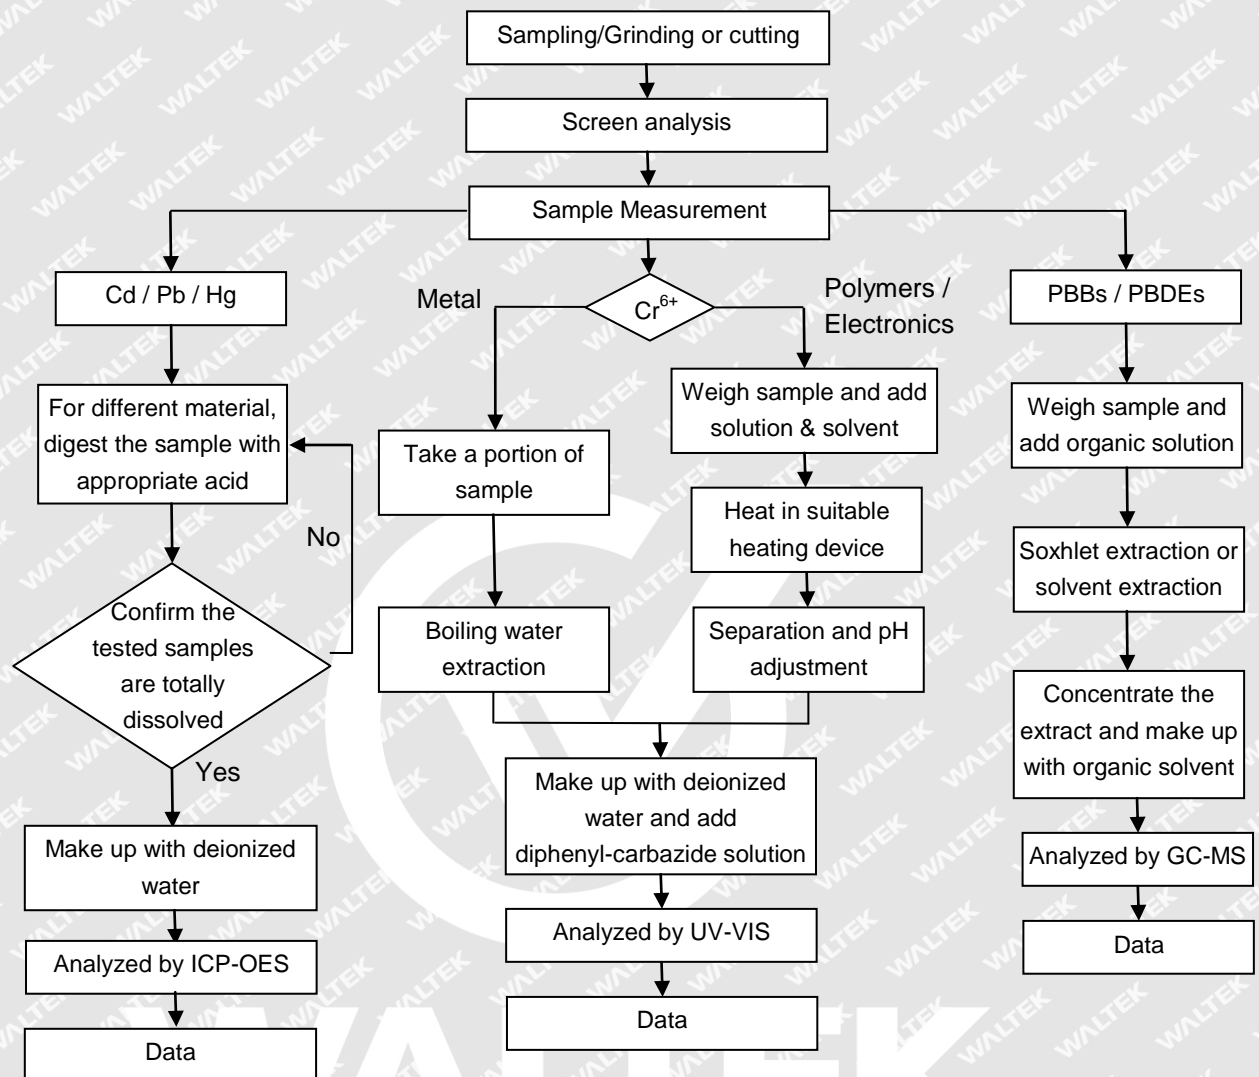 Sampling/Grinding or cutting
Screen analysis
Sample Measurement
Cd / Pb / Hg
For different material,
digest the sample with
appropriate acid
No
Confirm the
tested samples
are totally
dissolved
Yes
Make up with deionized
water
Analyzed by ICP-OES
Data
Metal
Cr6+
Polymers /
Electronics
Take a portion of
sample
Boiling water
extraction
Weigh sample and add
solution & solvent
Heat in suitable
heating device
Separation and pH
adjustment
Make up with deionized
water and add
diphenyl-carbazide solution
Analyzed by UV-VIS
Data
PBBs / PBDEs
Weigh sample and
add organic solution
Soxhlet extraction or
solvent extraction
Concentrate the
extract and make up
with organic solvent
Analyzed by GC-MS
Data
WALTEK